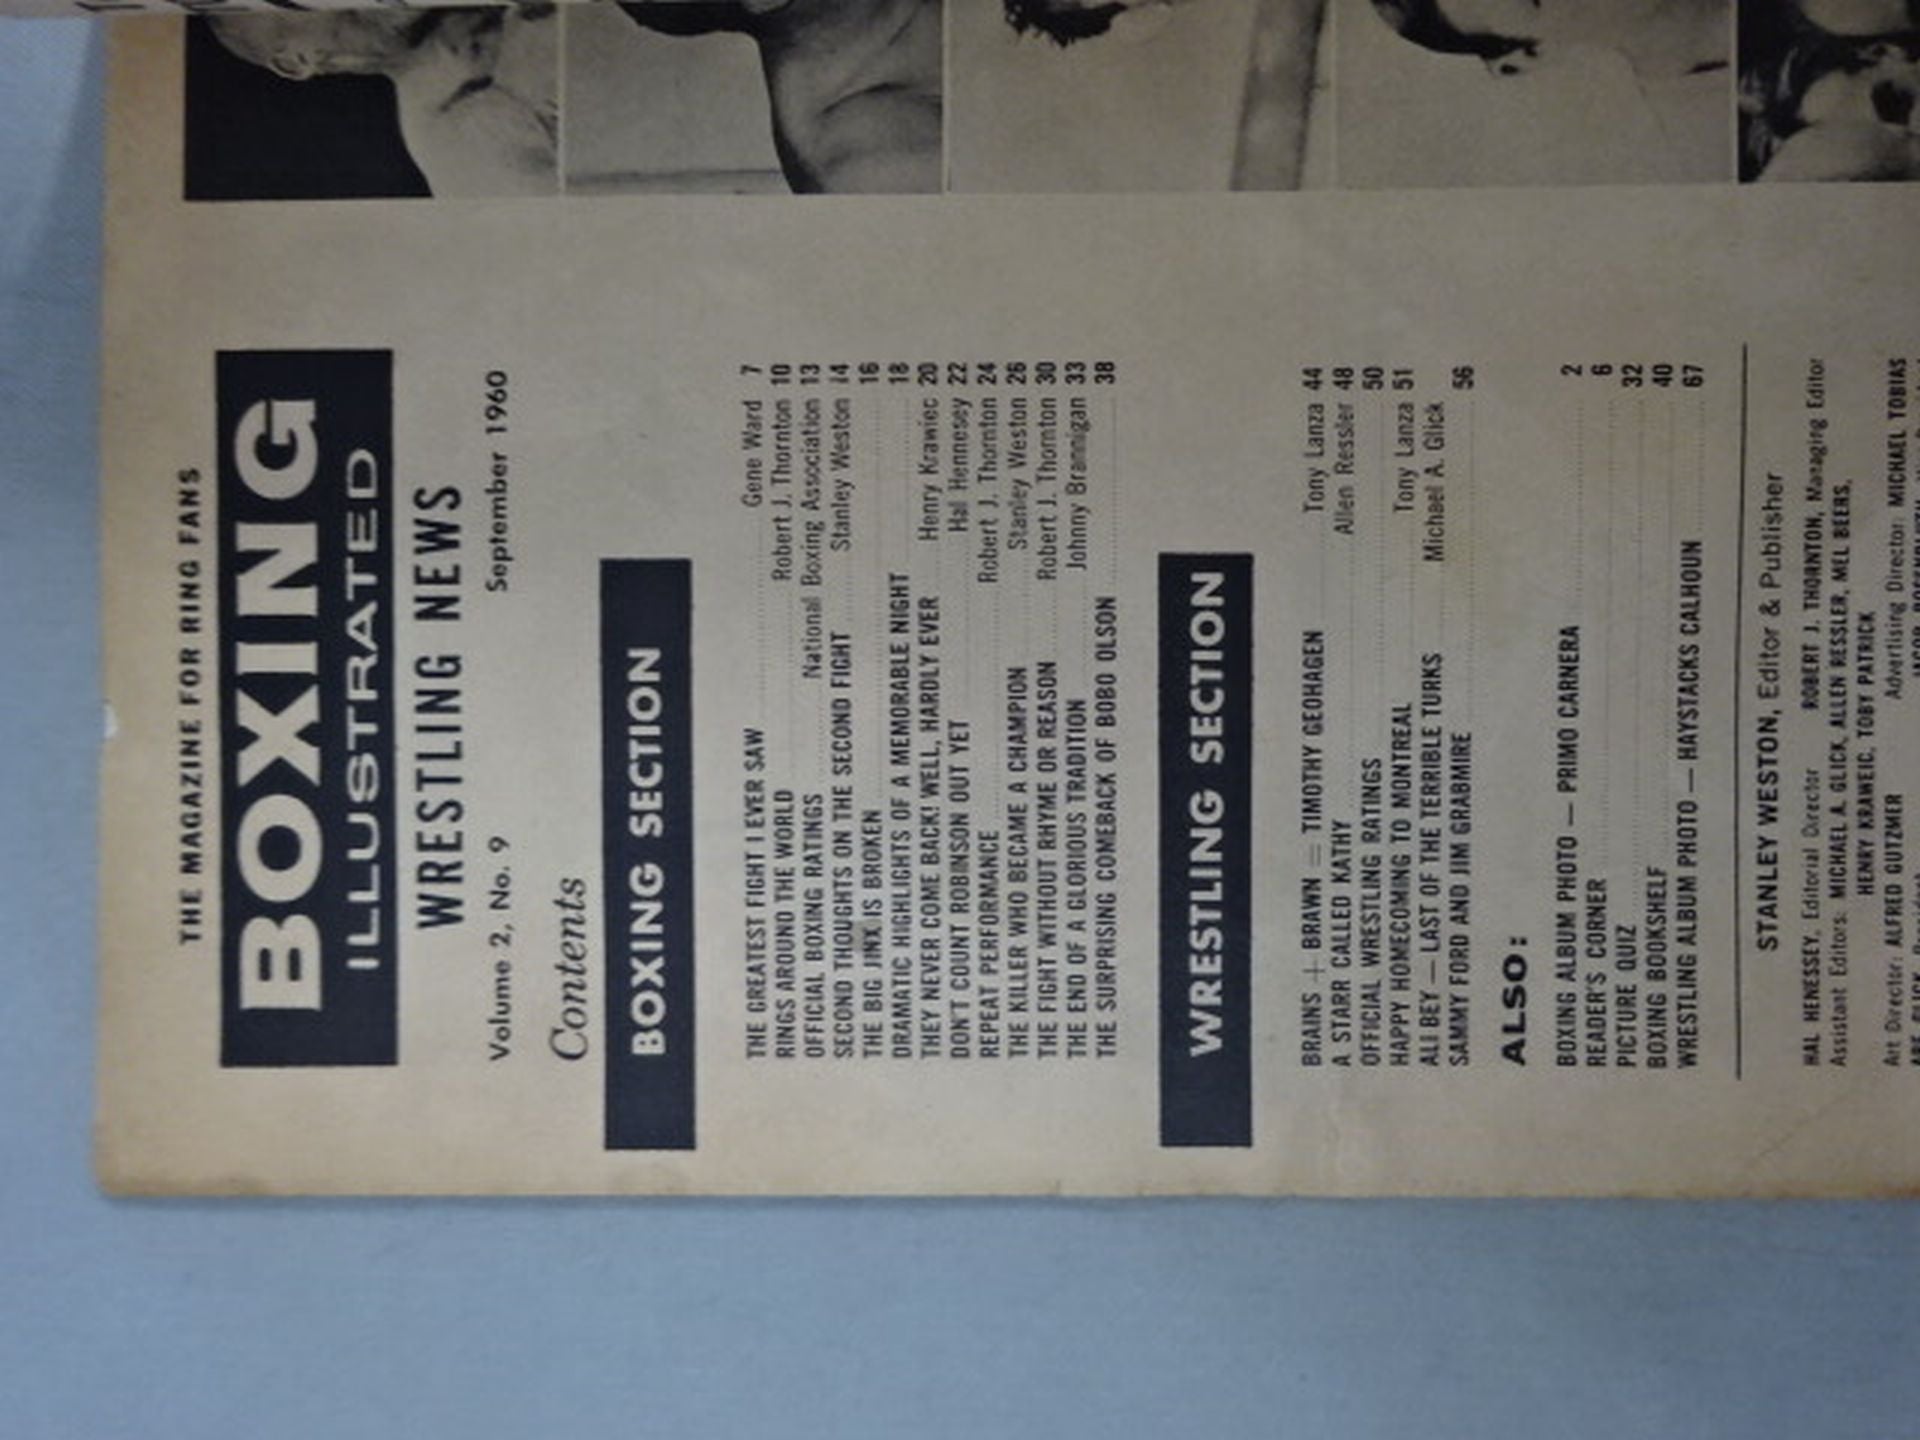 THE MAGAZINE FOR RING FANS
BOXING
ILLUSTRATED
WRESTLING NEWS
Volume 2, No. 9 September 1960
Contents
BOXING SECTION
THE GREATEST FIGHT I EVER SAW Gene Ward 7
RINGS AROUND THE WORLD Robert J. Thornton 10
OFFICIAL BOXING RATINGS National Boxing Association 13
SECOND THOUGHTS ON THE SECOND FIGHT Stanley Weston 14
THE BIG JINX IS BROKEN 16
DRAMATIC HIGHLIGHTS OF A MEMORABLE NIGHT 18
THEY NEVER COME BACK! WELL, HARDLY EVER Henry Krawiec 20
DON'T COUNT ROBINSON OUT YET Hal Hennesey 22
REPEAT PERFORMANCE Robert J. Thornton 24
THE KILLER WHO BECAME A CHAMPION Stanley Weston 26
THE FIGHT WITHOUT RHYME OR REASON Robert J. Thornton 30
THE END OF A GLORIOUS TRADITION Johnny Brannigan 33
THE SURPRISING COMEBACK OF BOBO OLSON 38
WRESTLING SECTION
BRAINS + BRAWN = TIMOTHY GEOHAGEN Tony Lanza 44
A STARR CALLED KATHY Allen Ressler 48
OFFICIAL WRESTLING RATINGS 50
HAPPY HOMECOMING TO MONTREAL Tony Lanza 51
ALI BEY — LAST OF THE TERRIBLE TURKS Michael A. Glick
SAMMY FORD AND JIM GRABMIRE 56
ALSO:
BOXING ALBUM PHOTO — PRIMO CARNERA 2
READER'S CORNER 6
PICTURE QUIZ 32
BOXING BOOKSHELF 40
WRESTLING ALBUM PHOTO — HAYSTACKS CALHOUN 67
STANLEY WESTON, Editor & Publisher
HAL HENESSEY, Editorial Director ROBERT J. THORNTON, Managing Editor
Assistant Editors: MICHAEL A. GLICK, ALLEN RESSLER, MEL BEERS,
HENRY KRAWEIC, TOBY PATRICK
Art Director: ALFRED GUTZMER Advertising Director: MICHAEL TOBIAS